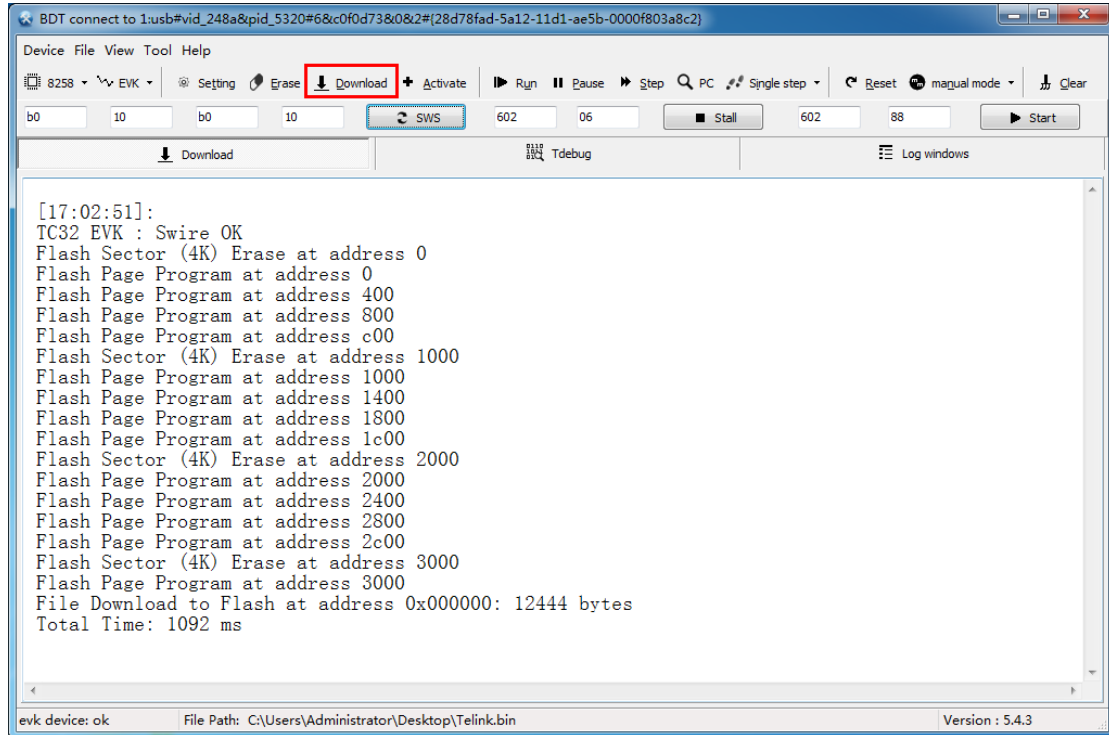 BDT connect to 1:usb#vid_248a&pid_5320#6&c0f0d73&0&2#{28d78fad-5a12-11d1-ae5b-0000f803a8c2}
Device File View Tool Help
8258 EVK Setting Erase Download Activate Run Pause Step PC Single step Reset manual mode Clear
b0 10 b0 10 SWS 602 06 Stall 602 88 Start
Download Tdebug Log windows
[17:02:51]:
TC32 EVK : Swire OK
Flash Sector (4K) Erase at address 0
Flash Page Program at address 0
Flash Page Program at address 400
Flash Page Program at address 800
Flash Page Program at address c00
Flash Sector (4K) Erase at address 1000
Flash Page Program at address 1000
Flash Page Program at address 1400
Flash Page Program at address 1800
Flash Page Program at address 1c00
Flash Sector (4K) Erase at address 2000
Flash Page Program at address 2000
Flash Page Program at address 2400
Flash Page Program at address 2800
Flash Page Program at address 2c00
Flash Sector (4K) Erase at address 3000
Flash Page Program at address 3000
File Download to Flash at address 0x000000: 12444 bytes
Total Time: 1092 ms
evk device: ok File Path: C:\Users\Administrator\Desktop\Telink.bin Version : 5.4.3